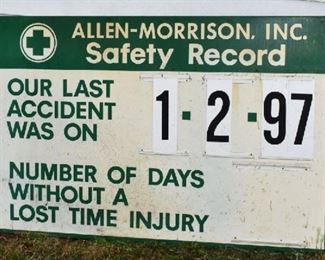 ALLEN-MORRISON, INC.
Safety Record
OUR LAST
ACCIDENT
WAS ON
1-2-97
NUMBER OF DAYS
WITHOUT A
LOST TIME INJURY